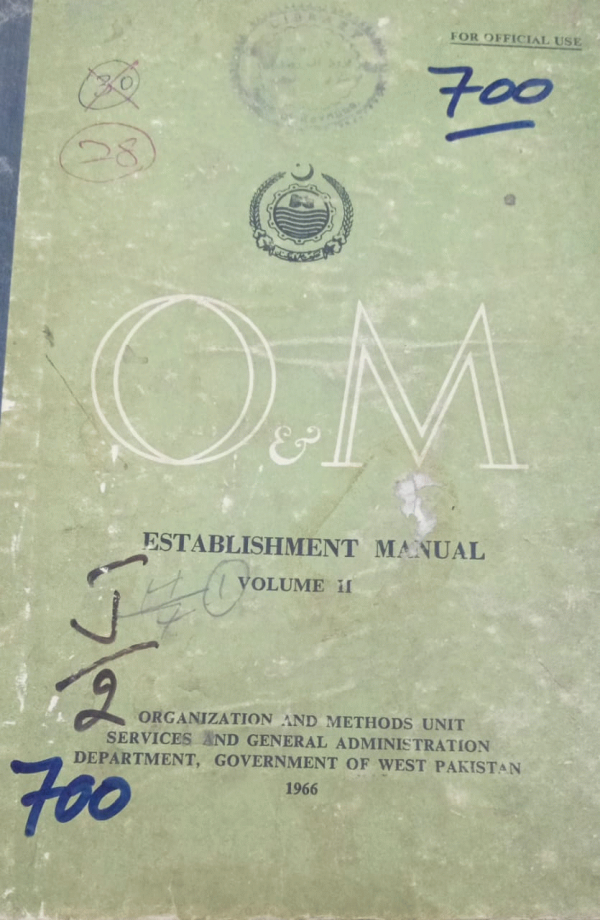 LIBRARY
FOR OFFICIAL USE
700
30
28
O & M
ESTABLISHMENT MANUAL
VOLUME II
ORGANIZATION AND METHODS UNIT
SERVICES AND GENERAL ADMINISTRATION
DEPARTMENT, GOVERNMENT OF WEST PAKISTAN
1966
700